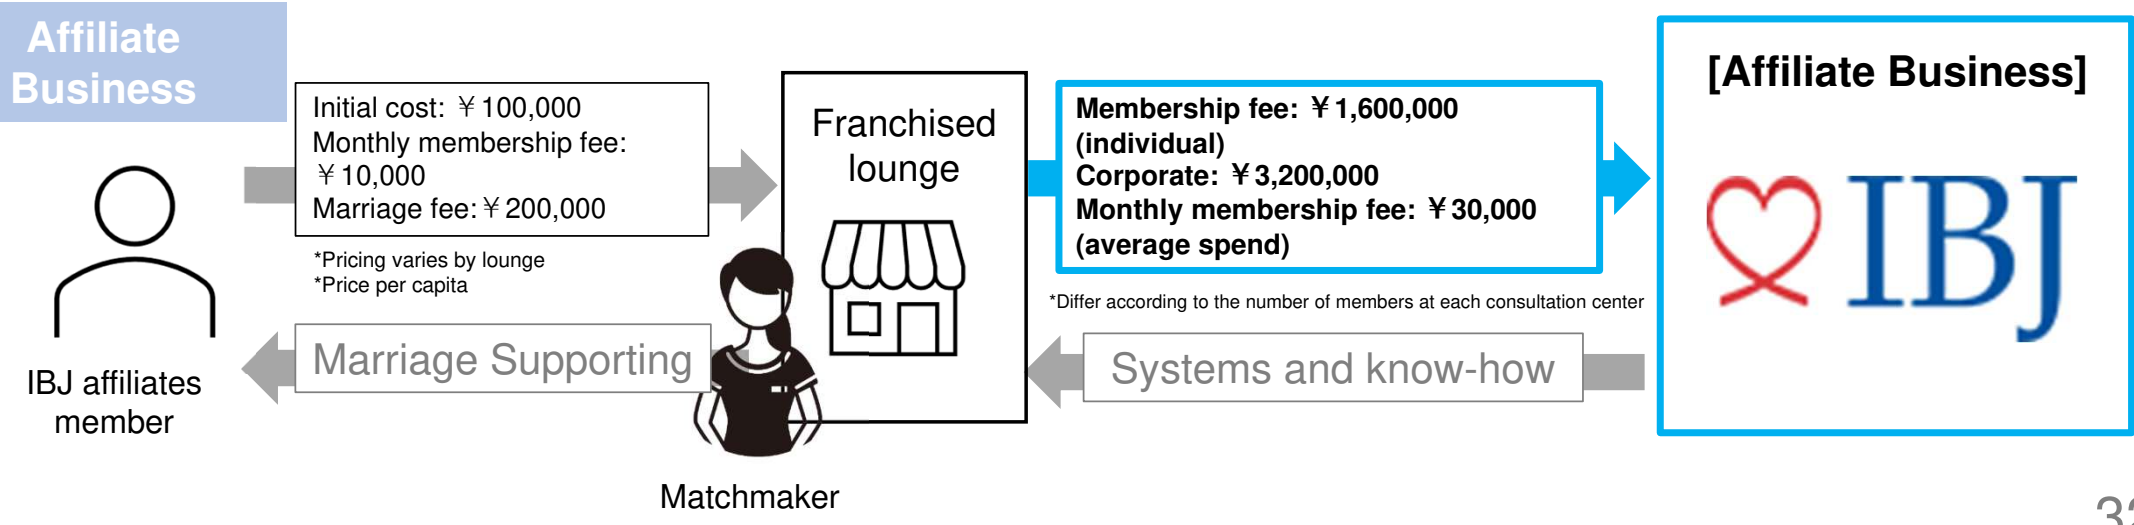 Affiliate
Business
Initial cost: ￥100,000
Monthly membership fee:
￥10,000
Marriage fee:￥200,000
*Pricing varies by lounge
*Price per capita
Marriage Supporting
IBJ affiliates
member
Franchised
lounge
Matchmaker
Membership fee: ￥1,600,000
(individual)
Corporate: ￥3,200,000
Monthly membership fee: ￥30,000
(average spend)
*Differ according to the number of members at each consultation center
Systems and know-how
[Affiliate Business]
IBJ